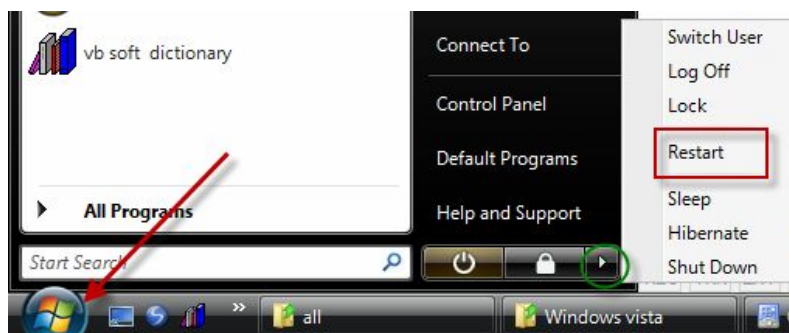 vb soft dictionary
All Programs
Start Search
Connect To
Control Panel
Default Programs
Help and Support
Switch User
Log Off
Lock
Restart
Sleep
Hibernate
Shut Down
»
all
Windows vista